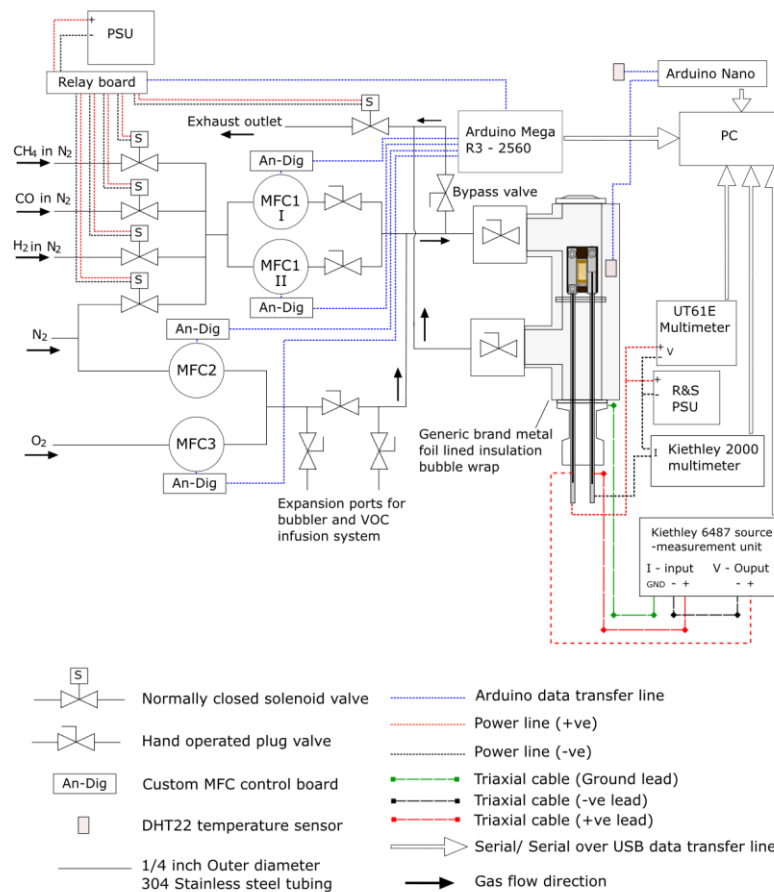 PSU
+
-
Relay board
S
Exhaust outlet
CH4 in N2
S
CO in N2
S
H2 in N2
S
S
N2
O2
An-Dig
MFC1
I
MFC1
II
An-Dig
An-Dig
MFC2
MFC3
An-Dig
Arduino Mega
R3 - 2560
Bypass valve
Arduino Nano
PC
UT61E
Multimeter
+
- V
+
-
R&S
PSU
I
Kiethley 2000
multimeter
Generic brand metal
foil lined insulation
bubble wrap
Expansion ports for
bubbler and VOC
infusion system
Kiethley 6487 source
-measurement unit
I - input V - Ouput
GND - + - +
S
Normally closed solenoid valve
Hand operated plug valve
An-Dig Custom MFC control board
DHT22 temperature sensor
1/4 inch Outer diameter
304 Stainless steel tubing
Arduino data transfer line
Power line (+ve)
Power line (-ve)
Triaxial cable (Ground lead)
Triaxial cable (-ve lead)
Triaxial cable (+ve lead)
Serial/ Serial over USB data transfer line
Gas flow direction